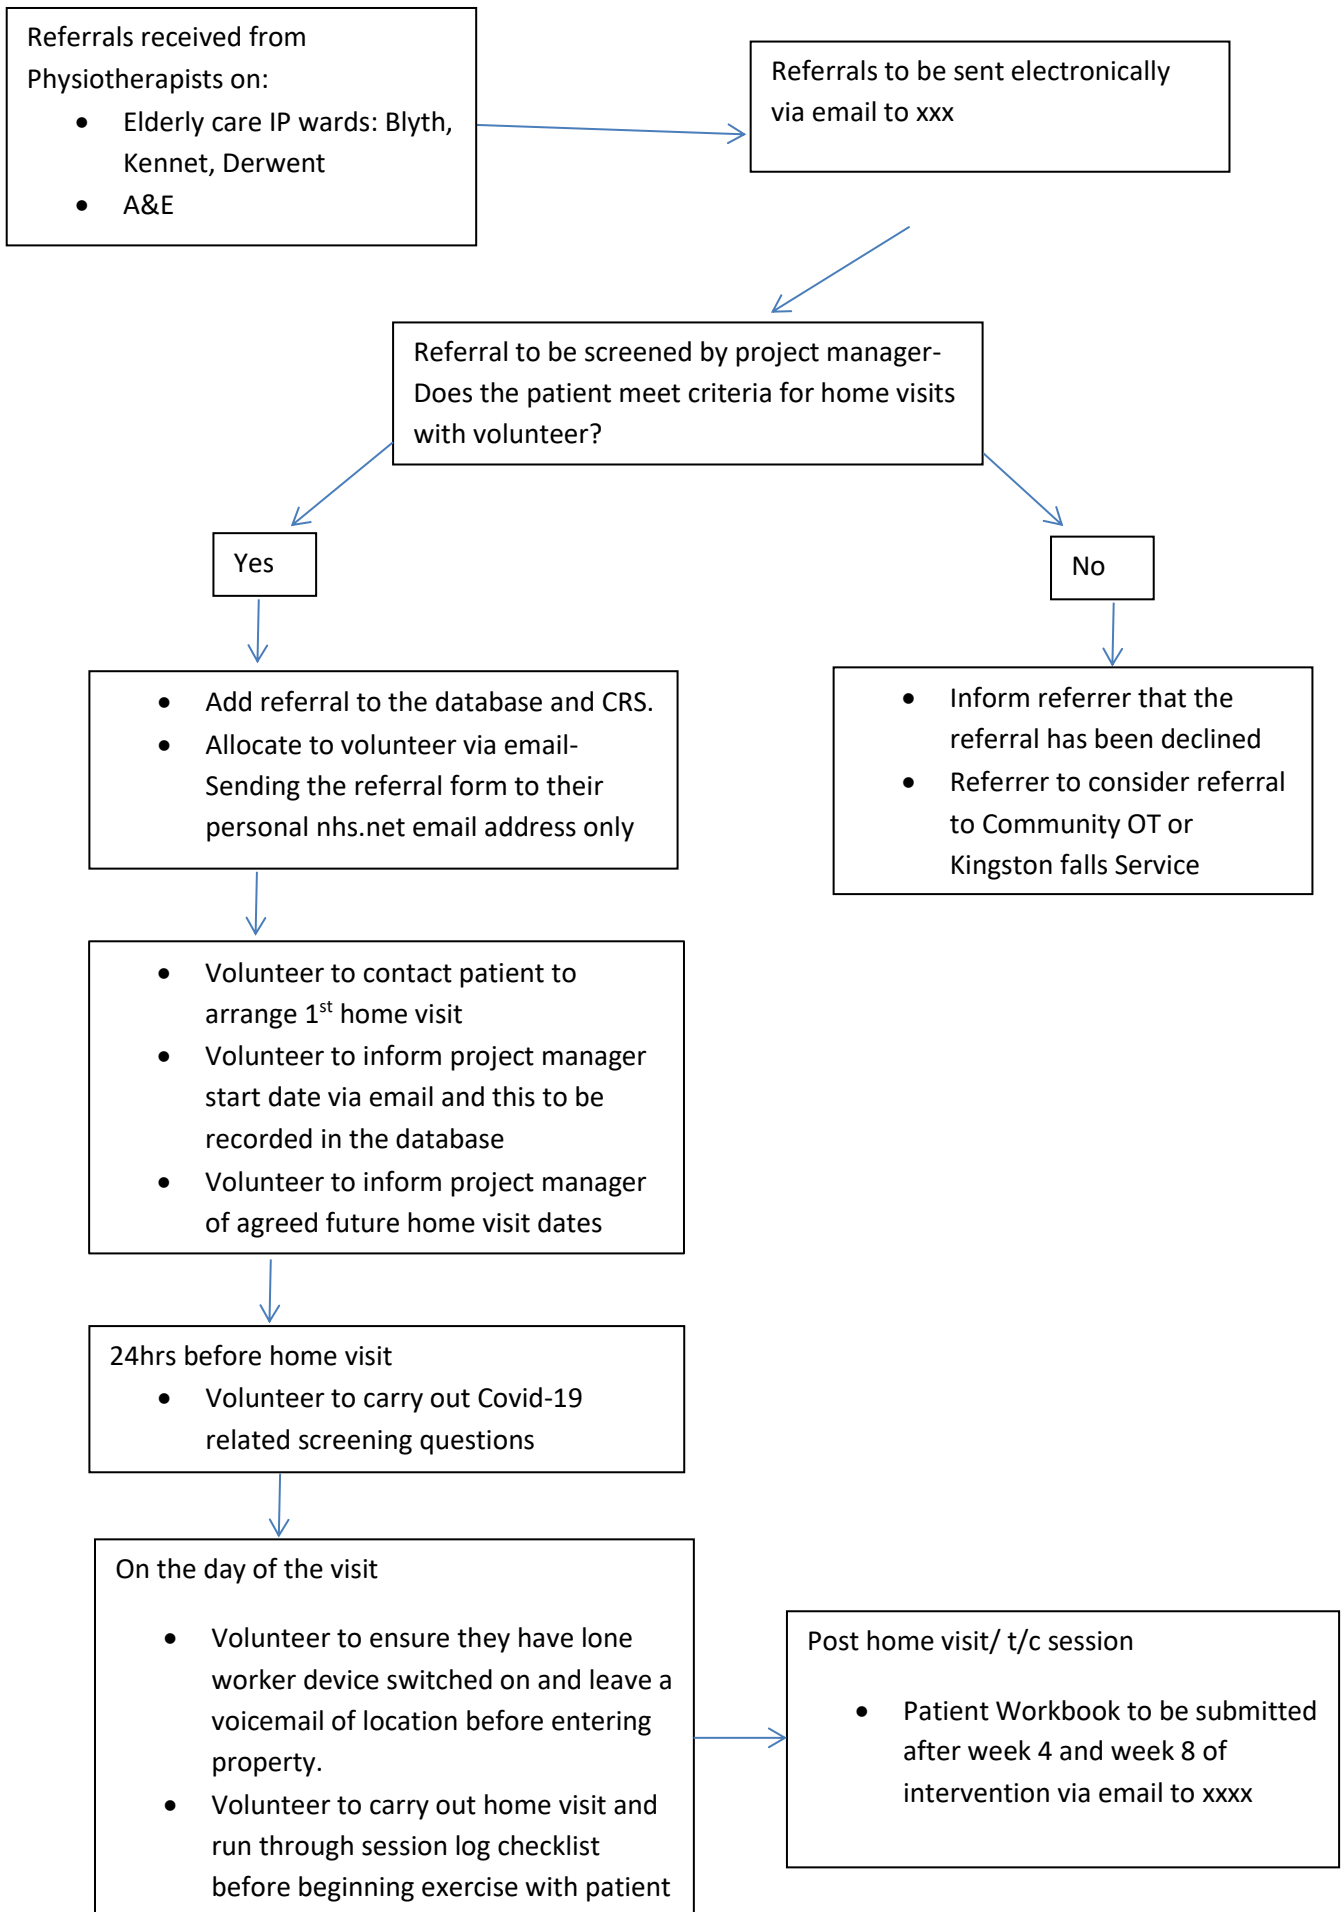 Referrals received from
Physiotherapists on:
• Elderly care IP wards: Blyth,
Kennet, Derwent
• A&E
Referrals to be sent electronically
via email to xxx
Referral to be screened by project manager-
Does the patient meet criteria for home visits
with volunteer?
Yes
No
• Add referral to the database and CRS.
• Allocate to volunteer via email-
Sending the referral form to their
personal nhs.net email address only
• Inform referrer that the
referral has been declined
• Referrer to consider referral
to Community OT or
Kingston falls Service
• Volunteer to contact patient to
arrange 1st home visit
• Volunteer to inform project manager
start date via email and this to be
recorded in the database
• Volunteer to inform project manager
of agreed future home visit dates
24hrs before home visit
• Volunteer to carry out Covid-19
related screening questions
On the day of the visit
• Volunteer to ensure they have lone
worker device switched on and leave a
voicemail of location before entering
property.
• Volunteer to carry out home visit and
run through session log checklist
before beginning exercise with patient
Post home visit/ t/c session
• Patient Workbook to be submitted
after week 4 and week 8 of
intervention via email to xxxx